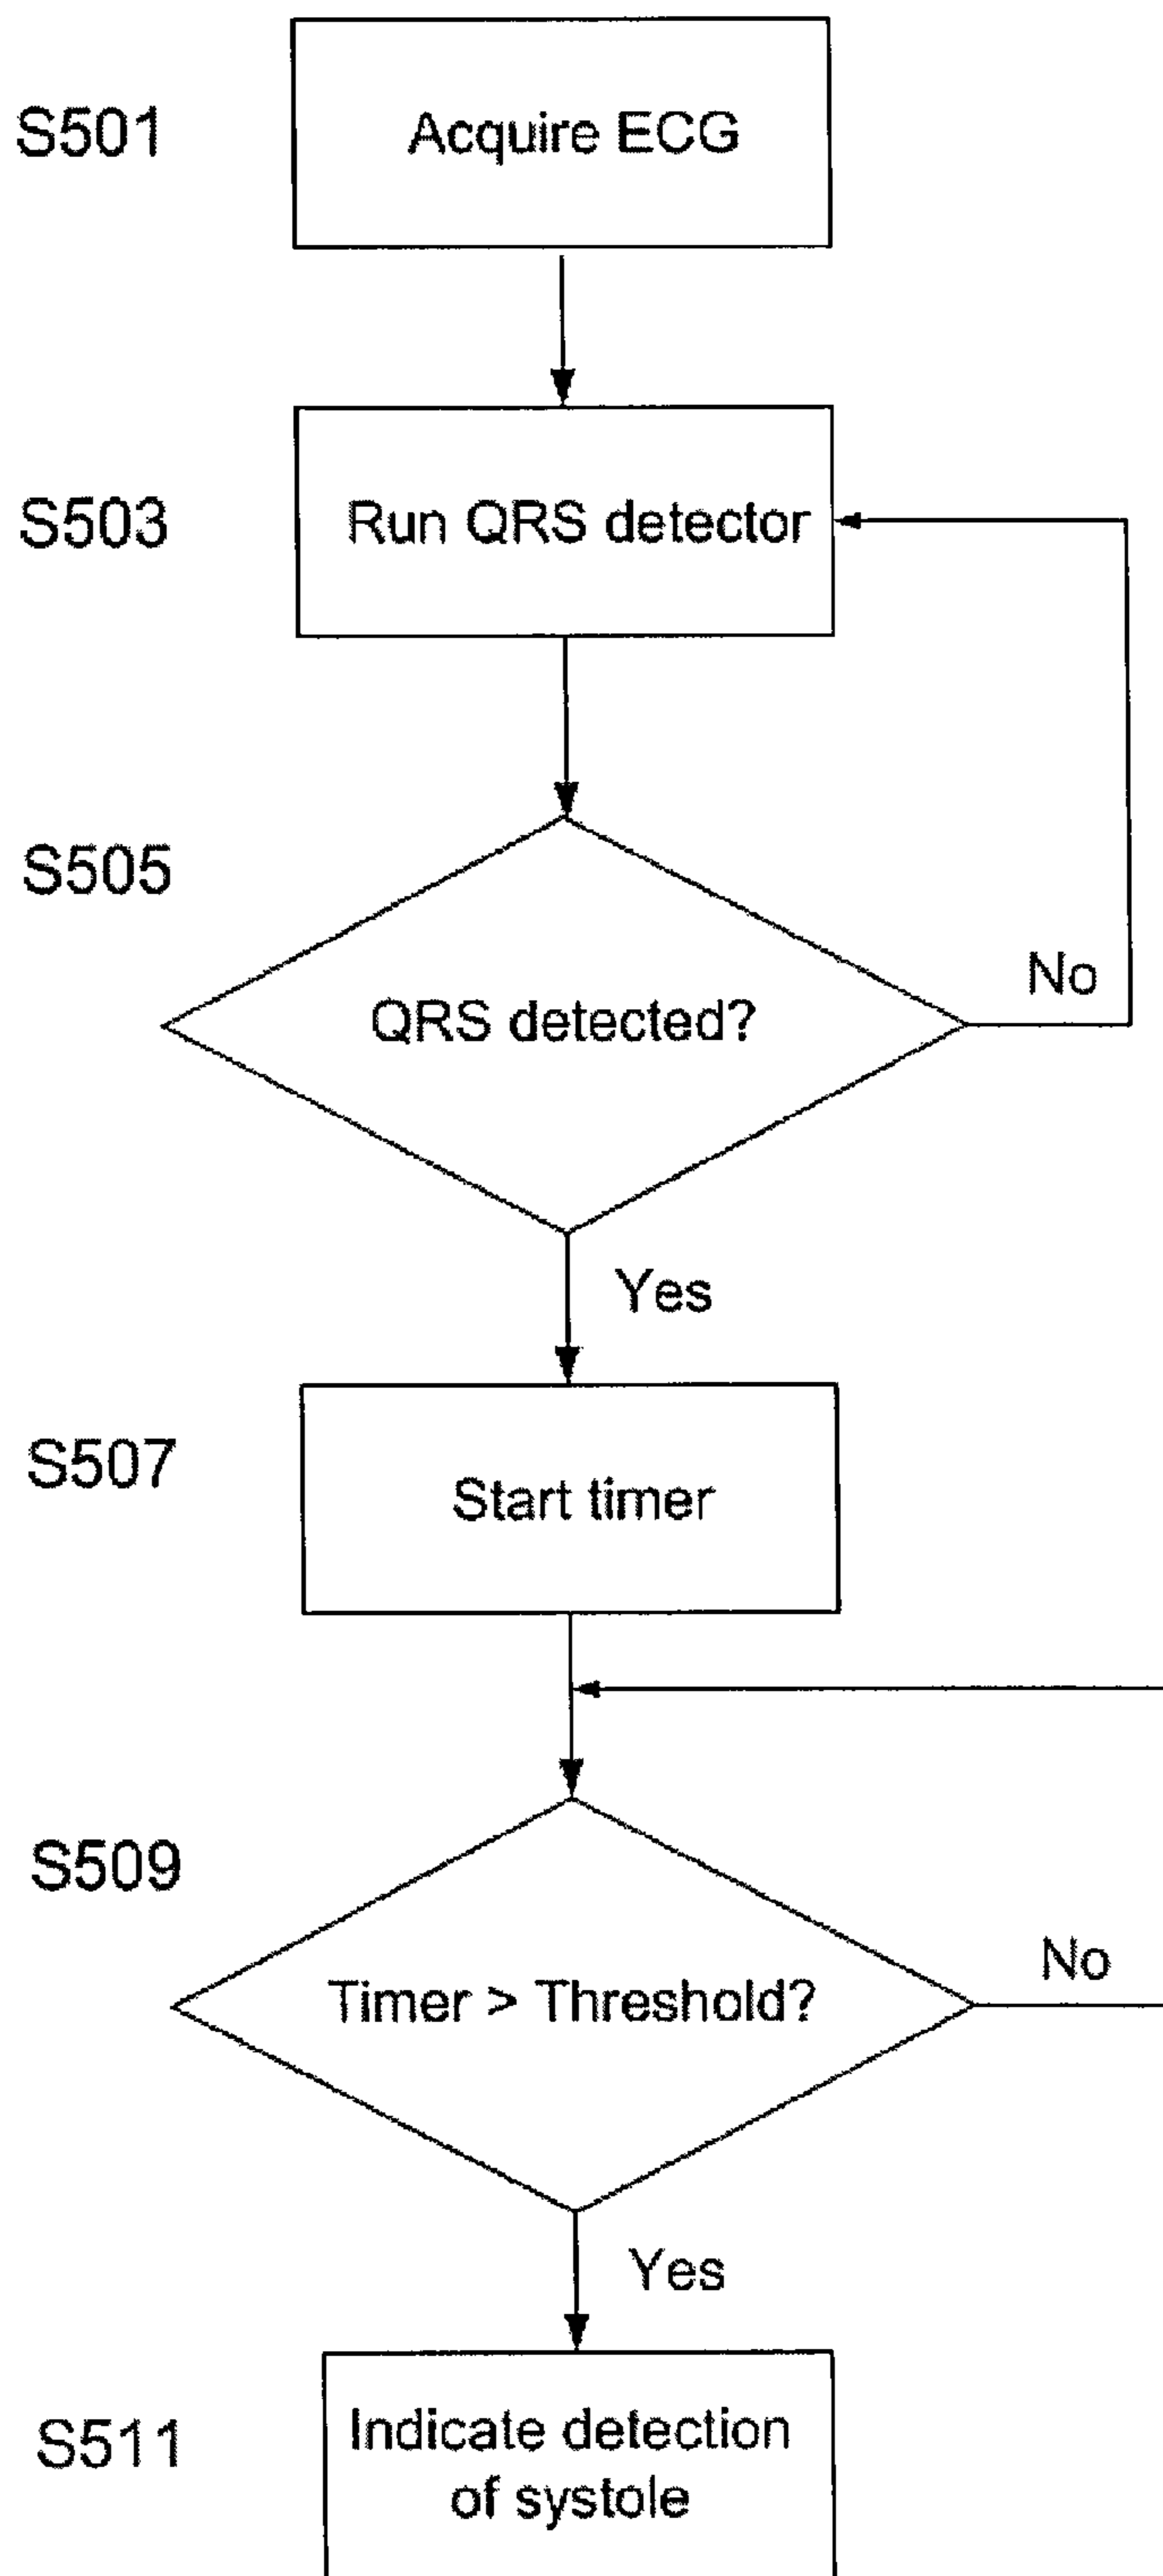 S501
Acquire ECG
S503
Run QRS detector
S505
QRS detected?
No
Yes
S507
Start timer
S509
Timer > Threshold?
No
Yes
S511
Indicate detection
of systole